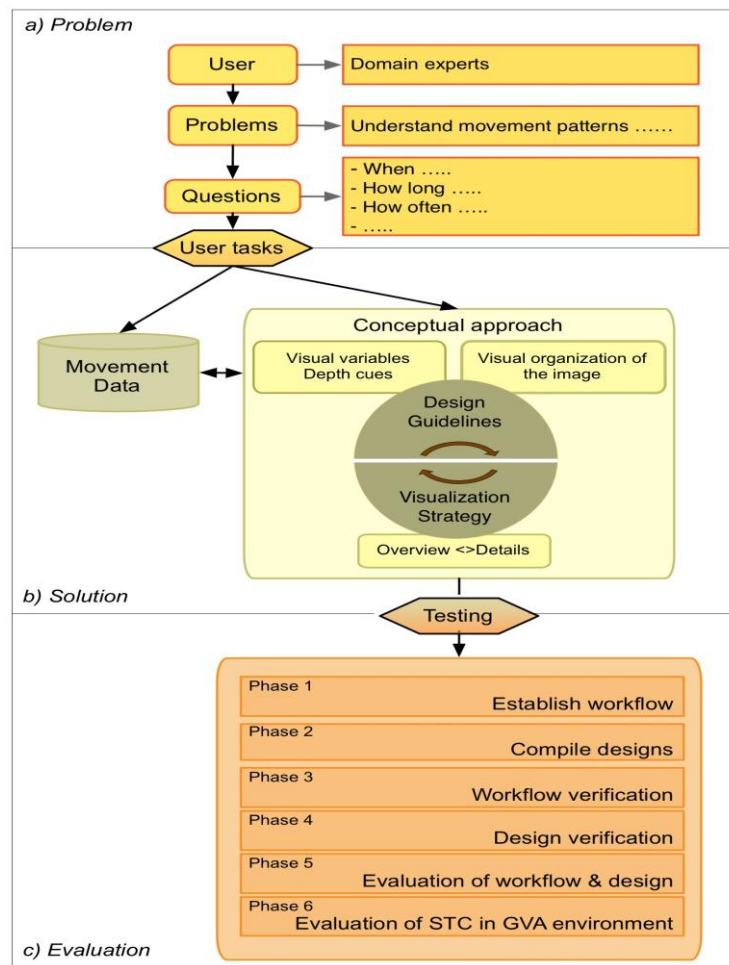 a) Problem
User
Domain experts
Problems
Understand movement patterns ......
Questions
- When .....
- How long .....
- How often .....
- .....
User tasks
Conceptual approach
Movement
Data
Visual variables
Depth cues
Visual organization of
the image
Design
Guidelines
Visualization
Strategy
Overview <>Details
b) Solution
Testing
Phase 1
Establish workflow
Phase 2
Compile designs
Phase 3
Workflow verification
Phase 4
Design verification
Phase 5
Evaluation of workflow & design
Phase 6
Evaluation of STC in GVA environment
c) Evaluation